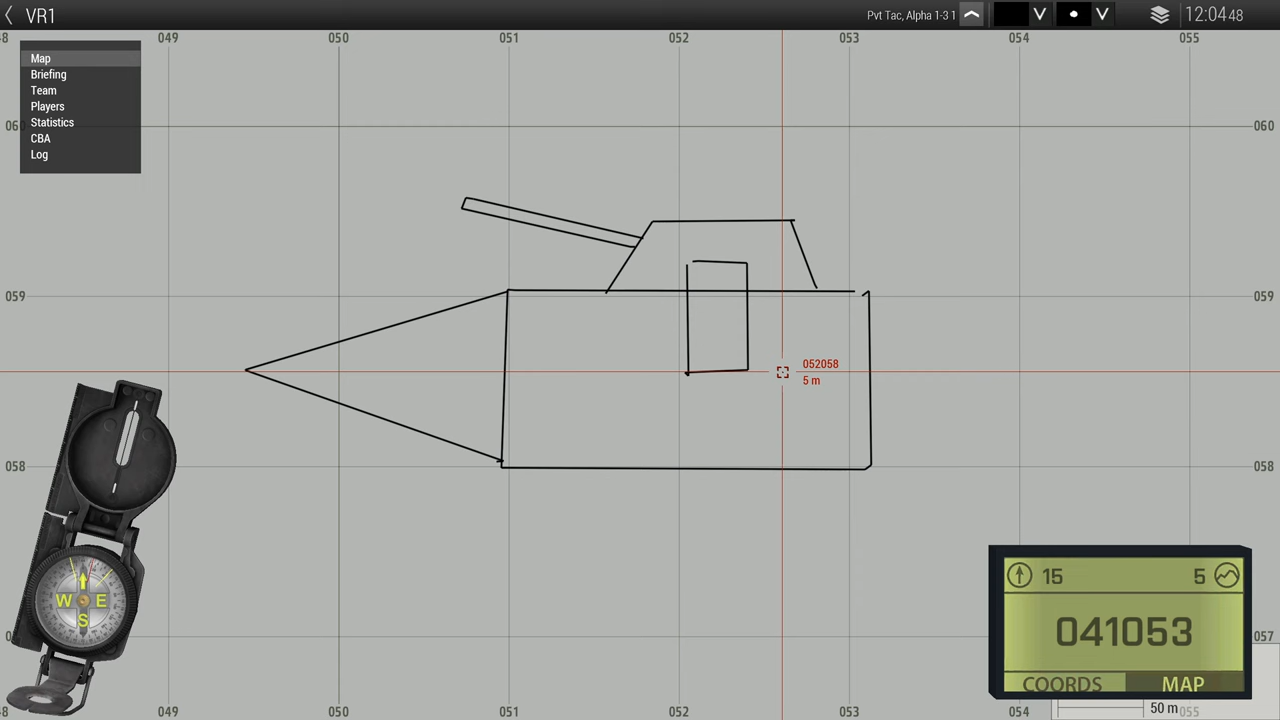 VR1
Pvt Tac, Alpha 1-3 1
V
V
12:04 48
049 050 051 052 053 054 055
Map
Briefing
Team
Players
Statistics
CBA
Log
060 060
059 059
052058
5 m
058 058
W E
S
15 5
041053
057
COORDS MAP
50 m
049 050 051 052 053 054 055